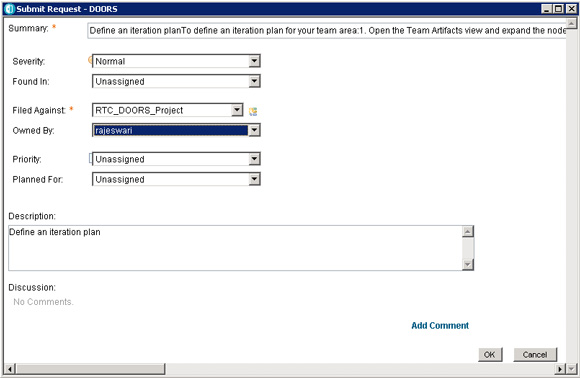 Submit Request - DOORS
Summary: * Define an iteration planTo define an iteration plan for your team area:1. Open the Team Artifacts view and expand the node
Severity: Normal
Found In: Unassigned
Filed Against: * RTC_DOORS_Project
Owned By: rajeswari
Priority: Unassigned
Planned For: Unassigned
Description:
Define an iteration plan
Discussion:
No Comments.
Add Comment
OK Cancel